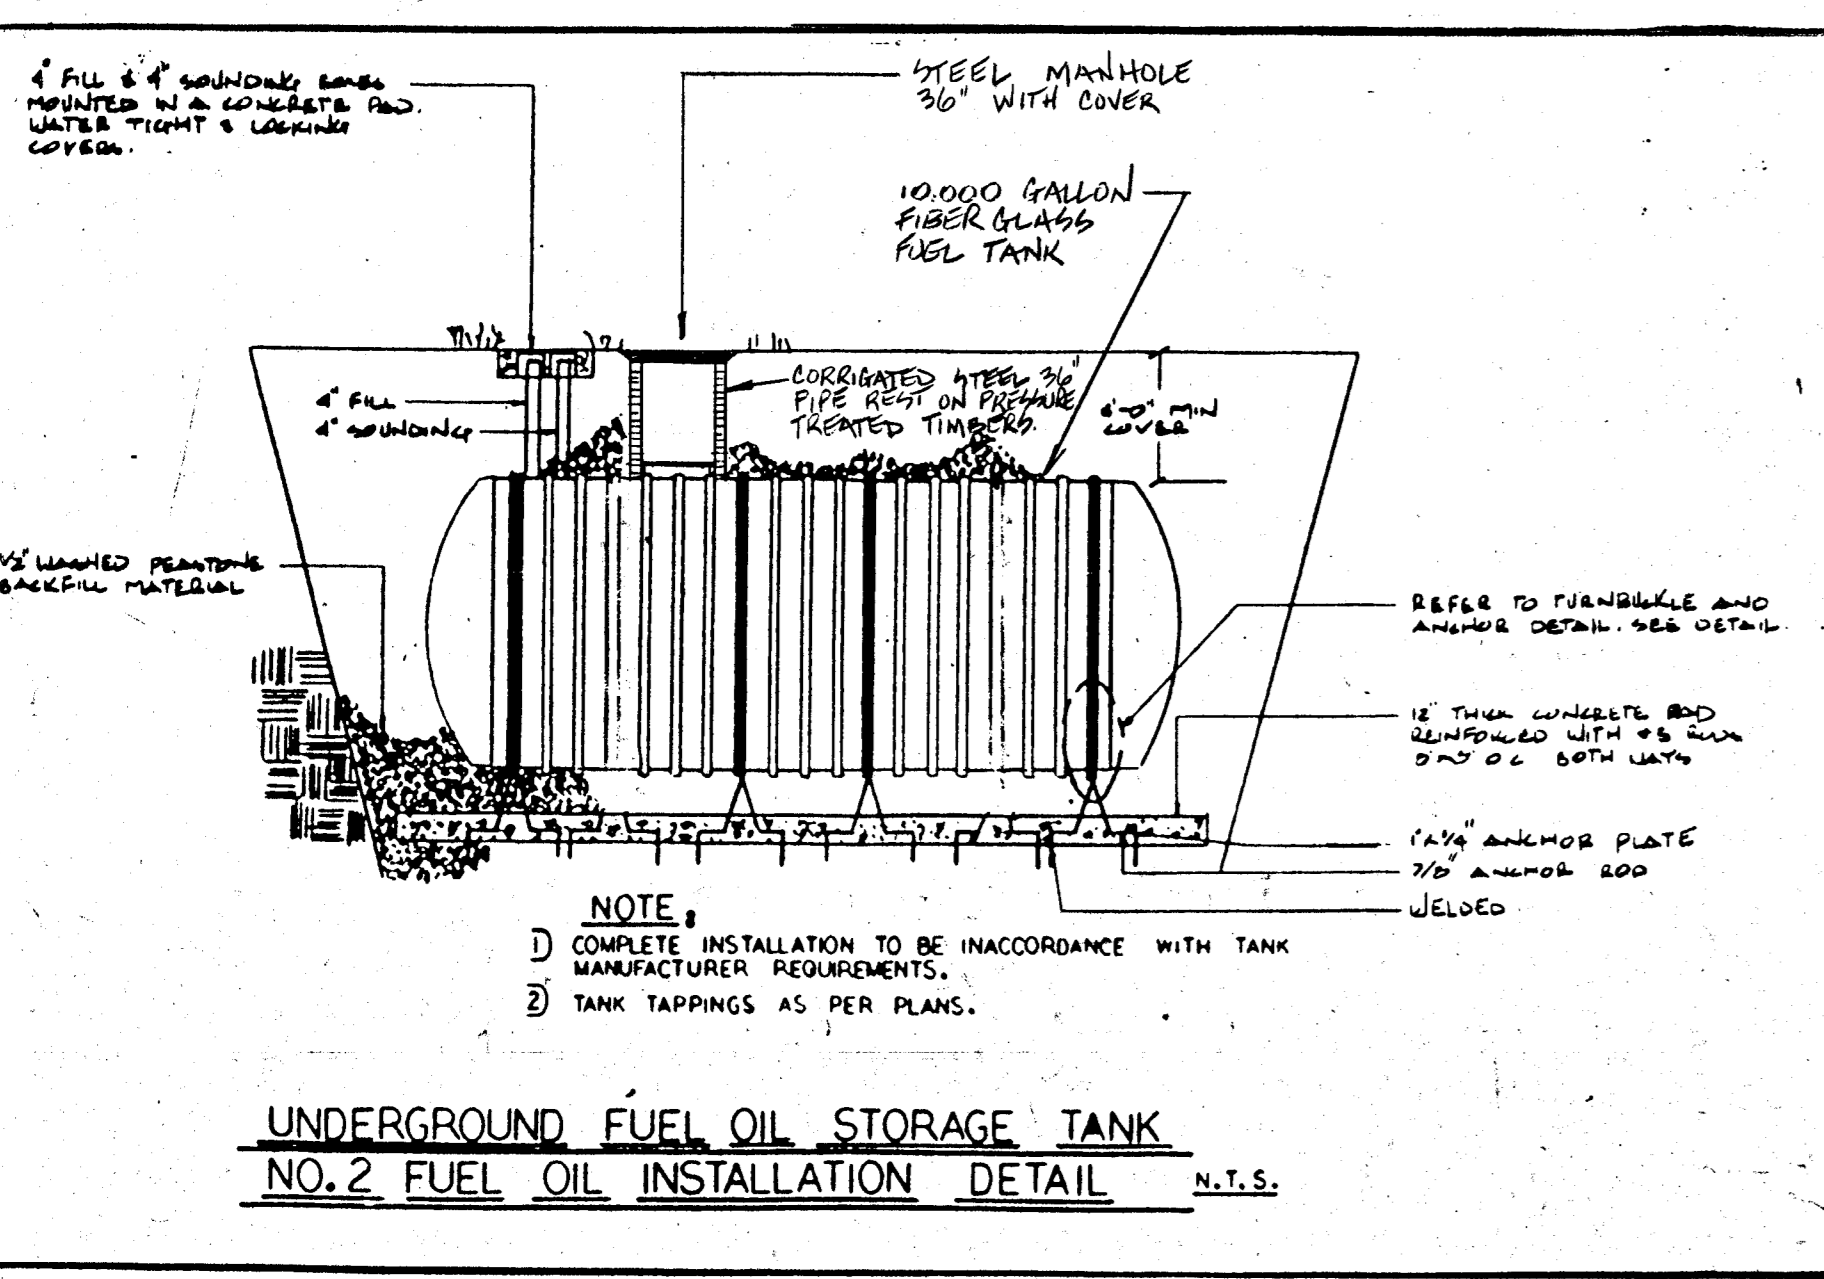 4" FILL & 4" SOUNDING BOXES
MOUNTED IN A CONCRETE PAD.
WATER TIGHT & LOCKING
COVERS.
STEEL MANHOLE
36" WITH COVER
10.000 GALLON
FIBER GLASS
FUEL TANK
CORRIGATED STEEL 36"
PIPE REST ON PRESSURE
TREATED TIMBERS.
4" FILL
4" SOUNDING
MIN
COVER
1/2" WASHED PEASTONE
BACKFILL MATERIAL
REFER TO TURNBUCKLE AND
ANCHOR DETAIL. SEE DETAIL.
12" THICK CONCRETE PAD
REINFORCED WITH #5
BOTH WAYS
ANCHOR PLATE
7/8" ANCHOR ROD
WELDED
NOTE:
1) COMPLETE INSTALLATION TO BE INACCORDANCE WITH TANK
MANUFACTURER REQUIREMENTS.
2) TANK TAPPINGS AS PER PLANS.
UNDERGROUND FUEL OIL STORAGE TANK
NO. 2 FUEL OIL INSTALLATION DETAIL
N.T.S.